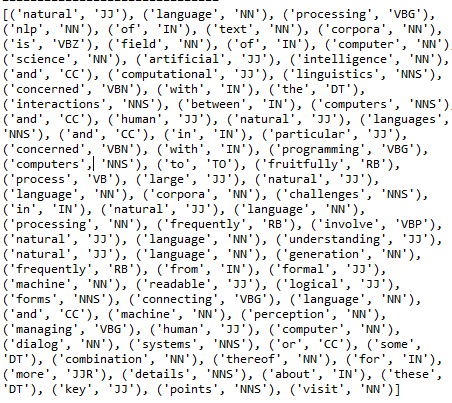 [('natural', 'JJ'), ('language', 'NN'), ('processing', 'VBG'),
('nlp', 'NN'), ('of', 'IN'), ('text', 'NN'), ('corpora', 'NN'),
('is', 'VBZ'), ('field', 'NN'), ('of', 'IN'), ('computer', 'NN'),
('science', 'NN'), ('artificial', 'JJ'), ('intelligence', 'NN'),
('and', 'CC'), ('computational', 'JJ'), ('linguistics', 'NNS'),
('concerned', 'VBN'), ('with', 'IN'), ('the', 'DT'),
('interactions', 'NNS'), ('between', 'IN'), ('computers', 'NNS'),
('and', 'CC'), ('human', 'JJ'), ('natural', 'JJ'), ('languages',
'NNS'), ('and', 'CC'), ('in', 'IN'), ('particular', 'JJ'),
('concerned', 'VBN'), ('with', 'IN'), ('programming', 'VBG'),
('computers', 'NNS'), ('to', 'TO'), ('fruitfully', 'RB'),
('process', 'VB'), ('large', 'JJ'), ('natural', 'JJ'),
('language', 'NN'), ('corpora', 'NN'), ('challenges', 'NNS'),
('in', 'IN'), ('natural', 'JJ'), ('language', 'NN'),
('processing', 'NN'), ('frequently', 'RB'), ('involve', 'VBP'),
('natural', 'JJ'), ('language', 'NN'), ('understanding', 'JJ'),
('natural', 'JJ'), ('language', 'NN'), ('generation', 'NN'),
('frequently', 'RB'), ('from', 'IN'), ('formal', 'JJ'),
('machine', 'NN'), ('readable', 'JJ'), ('logical', 'JJ'),
('forms', 'NNS'), ('connecting', 'VBG'), ('language', 'NN'),
('and', 'CC'), ('machine', 'NN'), ('perception', 'NN'),
('managing', 'VBG'), ('human', 'JJ'), ('computer', 'NN'),
('dialog', 'NN'), ('systems', 'NNS'), ('or', 'CC'), ('some',
'DT'), ('combination', 'NN'), ('thereof', 'NN'), ('for', 'IN'),
('more', 'JJR'), ('details', 'NNS'), ('about', 'IN'), ('these',
'DT'), ('key', 'JJ'), ('points', 'NNS'), ('visit', 'NN')]